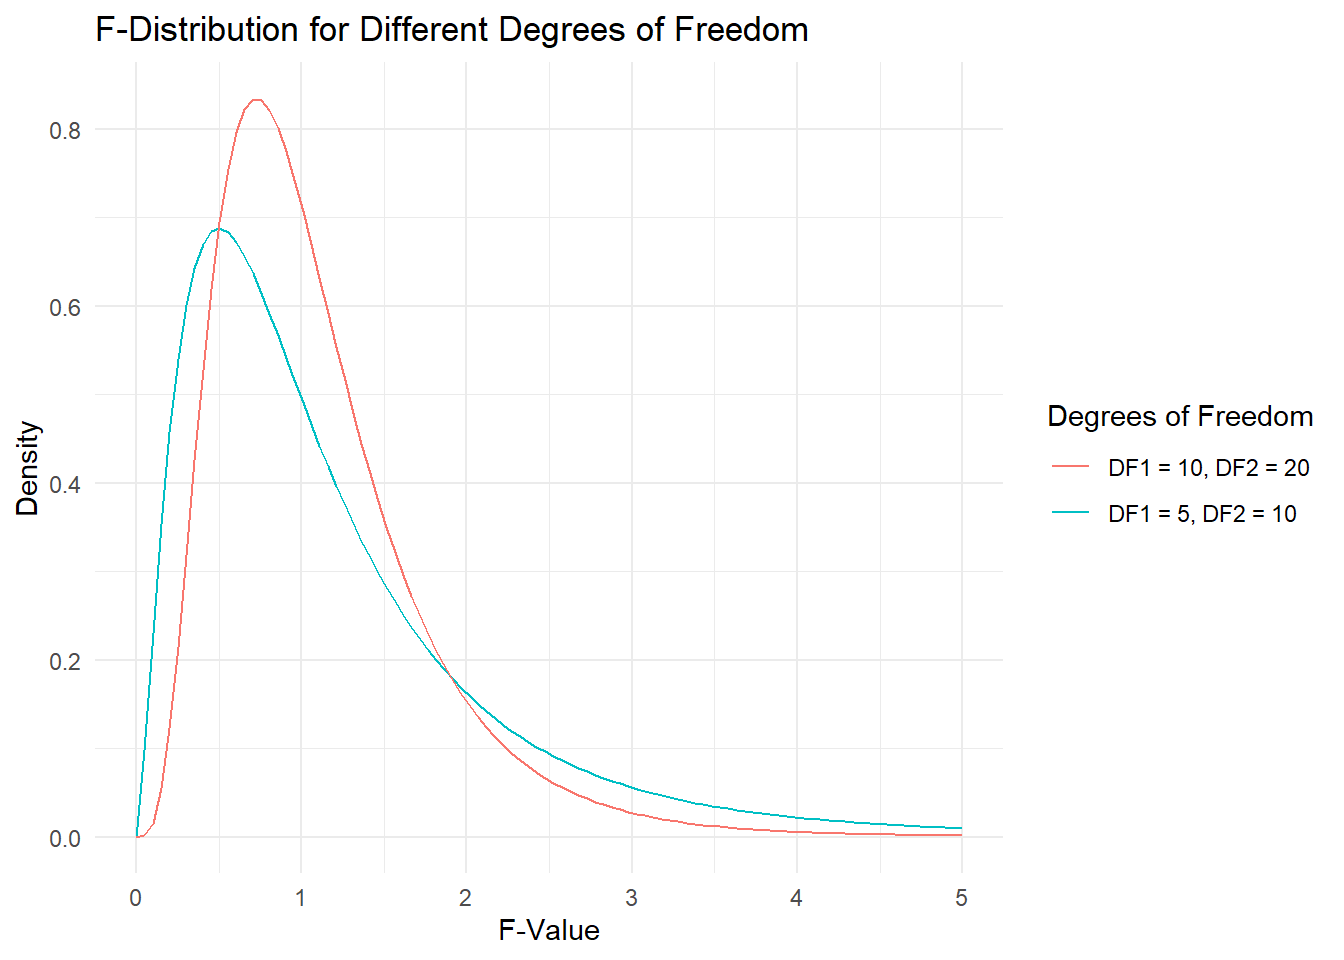 F-Distribution for Different Degrees of Freedom
Density
0.8
0.6
0.4
0.2
0.0
0 1 2 3 4 5
F-Value
Degrees of Freedom
DF1 = 10, DF2 = 20
DF1 = 5, DF2 = 10